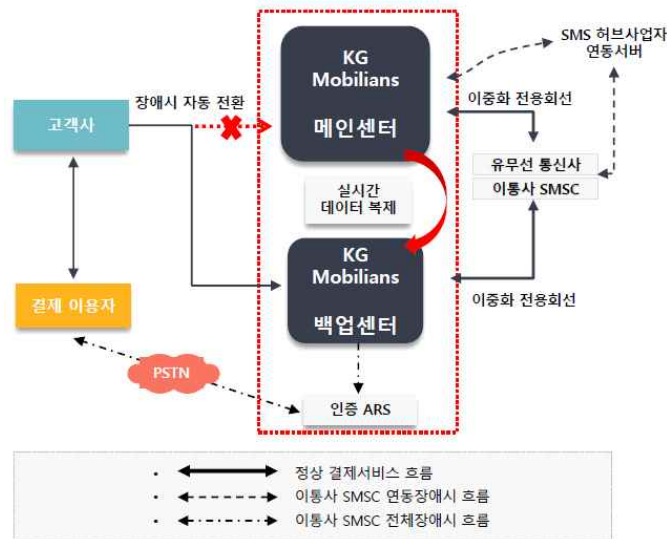 KG
Mobilians
메인센터
SMS 허브사업자
연동서버
장애시 자동 전환
고객사
이중화 전용회선
유무선 통신사
이통사 SMSC
실시간
데이터 복제
KG
Mobilians
백업센터
이중화 전용회선
결제 이용자
PSTN
인증 ARS
• 정상 결제서비스 흐름
• 이통사 SMSC 연동장애시 흐름
• 이통사 SMSC 전체장애시 흐름